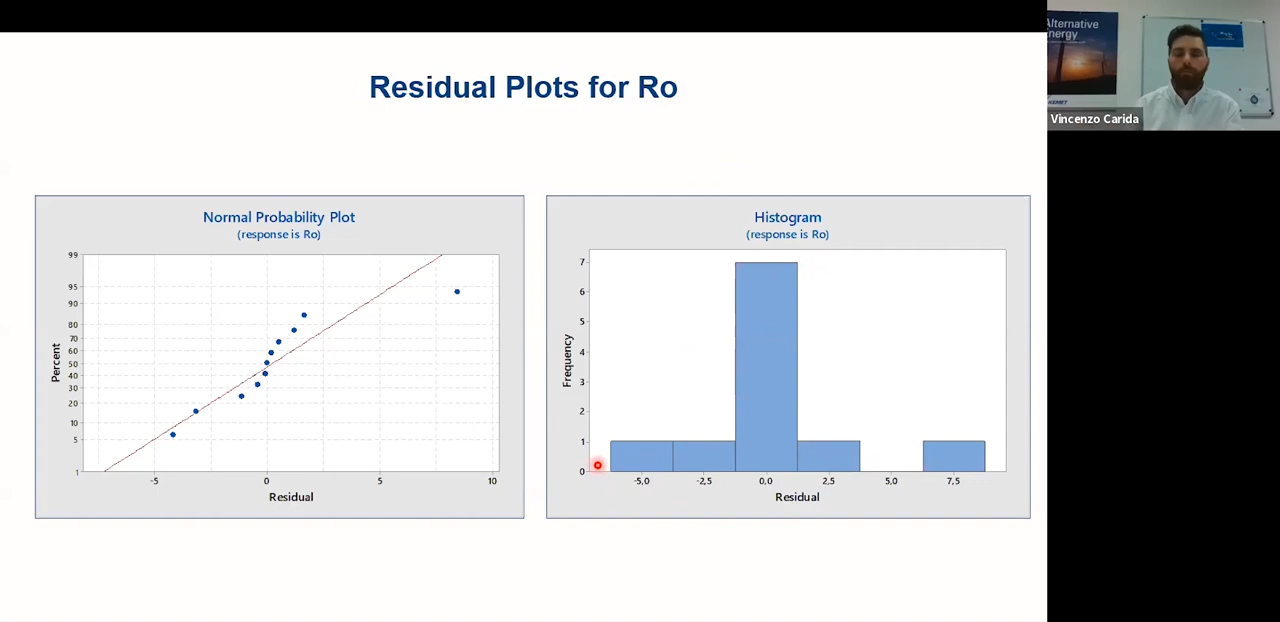 Residual Plots for Ro
Normal Probability Plot
(response is Ro)
99
95
90
80
70
60
50
40
30
20
10
5
1
Percent
-5
0
5
10
Residual
Histogram
(response is Ro)
7
6
5
4
3
2
1
0
Frequency
-5,0
-2,5
0,0
2,5
5,0
7,5
Residual
Alternative
Energy
KEMET
Vincenzo Carida